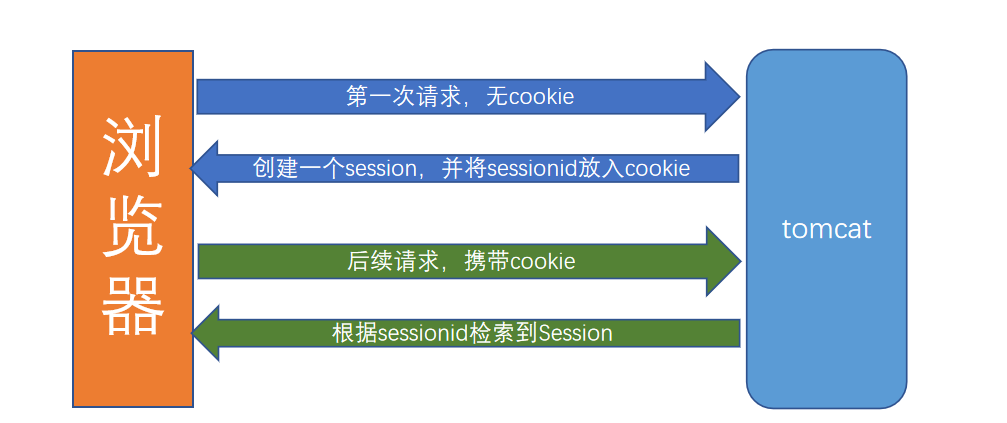 浏览器
第一次请求，无cookie
创建一个session，并将sessionid放入cookie
后续请求，携带cookie
根据sessionid检索到Session
tomcat